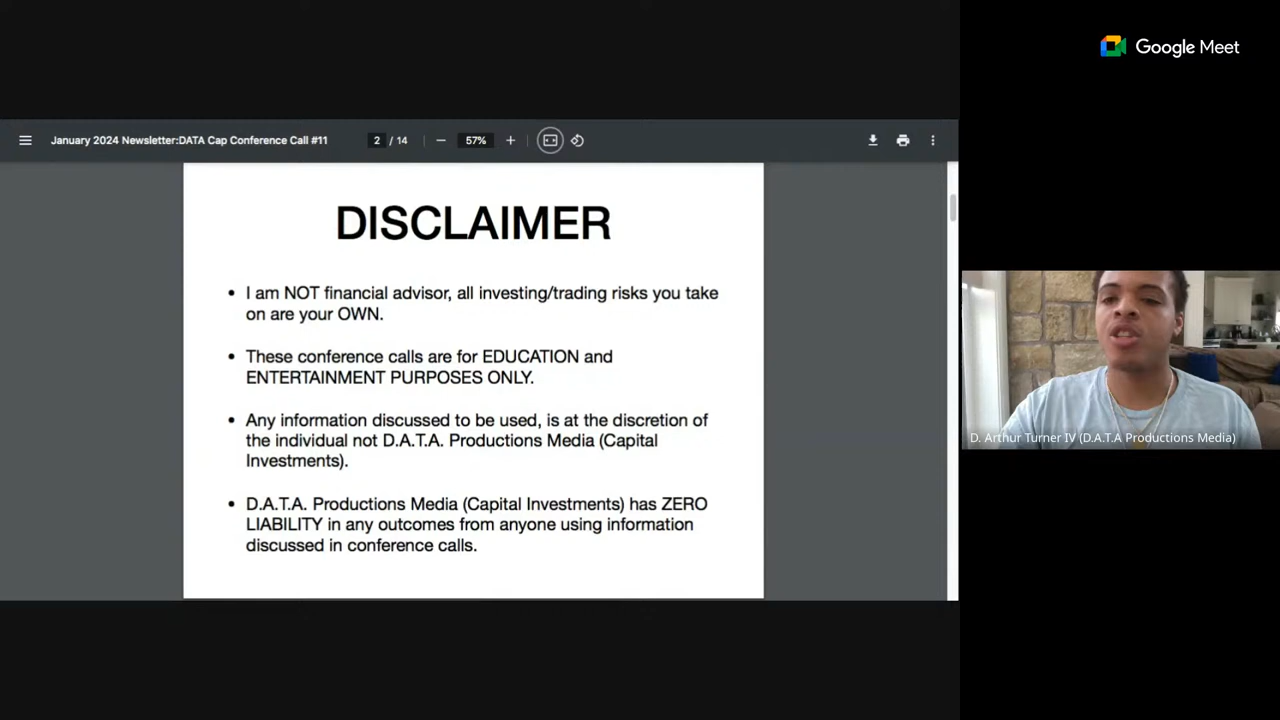 Google Meet
January 2024 Newsletter:DATA Cap Conference Call #11
2 / 14
57%
DISCLAIMER
• I am NOT financial advisor, all investing/trading risks you take
on are your OWN.
• These conference calls are for EDUCATION and
ENTERTAINMENT PURPOSES ONLY.
• Any information discussed to be used, is at the discretion of
the individual not D.A.T.A. Productions Media (Capital
Investments).
• D.A.T.A. Productions Media (Capital Investments) has ZERO
LIABILITY in any outcomes from anyone using information
discussed in conference calls.
D. Arthur Turner IV (D.A.T.A Productions Media)